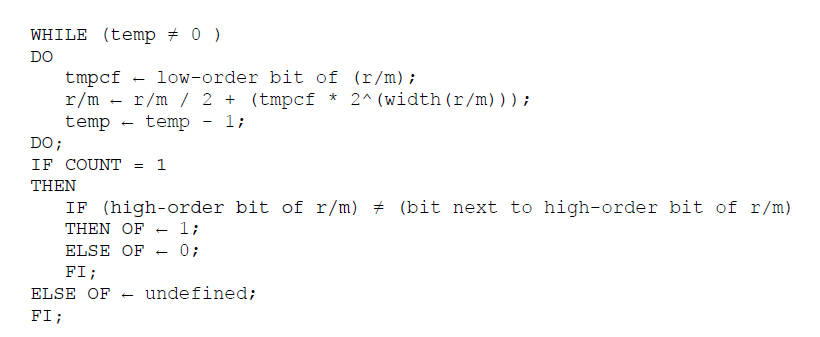 WHILE (temp ≠ 0 )
DO
tmpcf ← low-order bit of (r/m);
r/m ← r/m / 2 + (tmpcf * 2^(width(r/m)));
temp ← temp - 1;
DO;
IF COUNT = 1
THEN
IF (high-order bit of r/m) ≠ (bit next to high-order bit of r/m)
THEN OF ← 1;
ELSE OF ← 0;
FI;
ELSE OF ← undefined;
FI;